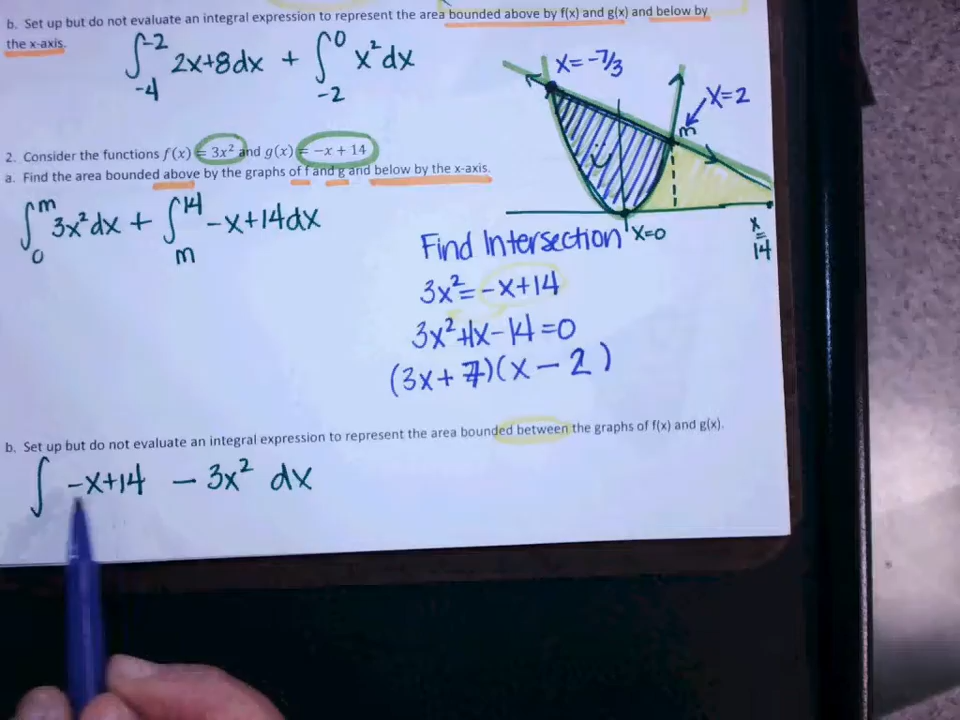 b. Set up but do not evaluate an integral expression to represent the area bounded above by f(x) and g(x) and below by
the x-axis.
∫_{-4}^{-2} 2x+8dx + ∫_{-2}^{0} x²dx
x=-7/3
x=2
m
2. Consider the functions f(x) = 3x² and g(x) = −x + 14
a. Find the area bounded above by the graphs of f and g and below by the x-axis.
∫_{0}^{m} 3x²dx + ∫_{m}^{14} -x+14dx
x=0
x = 14
Find Intersection
3x² = -x+14
3x²+1x-14=0
(3x+7)(x-2)
b. Set up but do not evaluate an integral expression to represent the area bounded between the graphs of f(x) and g(x).
∫ -x+14 - 3x² dx